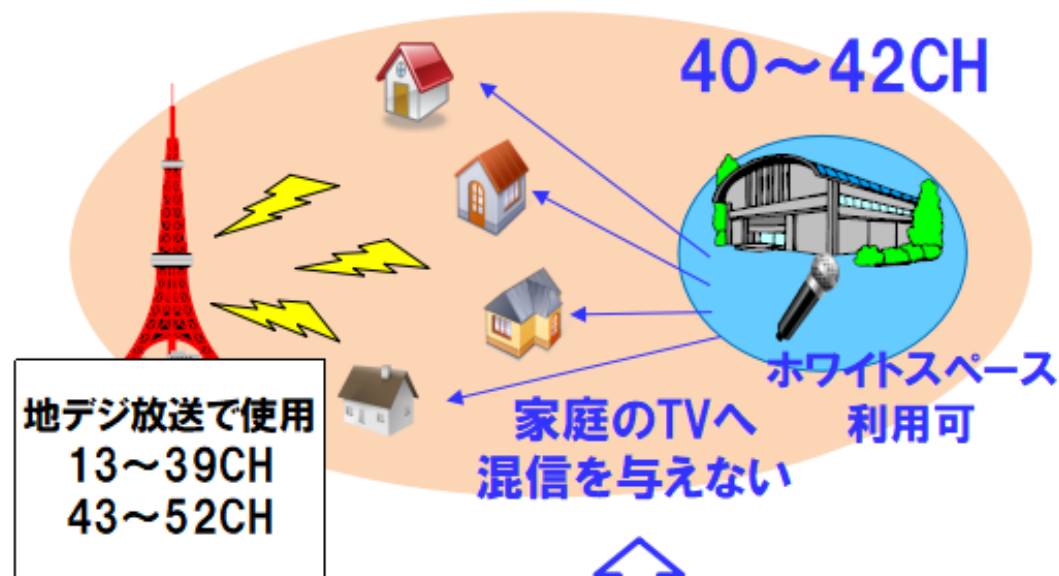 40～42CH
ホワイトスペース
利用可
家庭のTVへ
混信を与えない
地デジ放送で使用
13～39CH
43～52CH